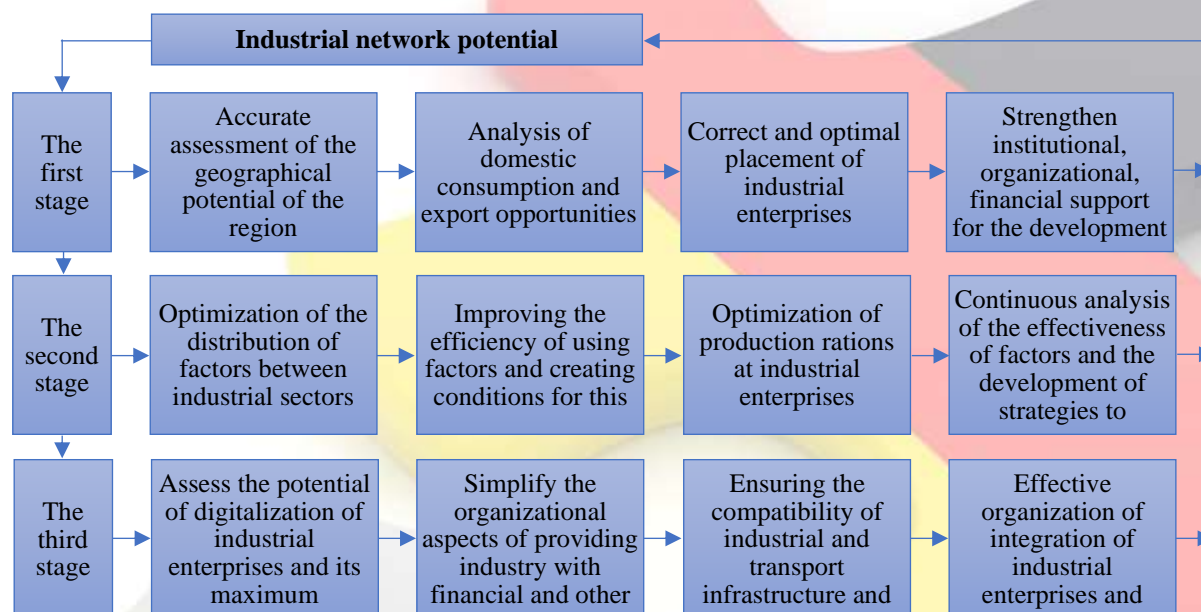 Industrial network potential
The
first
stage
Accurate
assessment of the
geographical
potential of the
region
Analysis of
domestic
consumption and
export opportunities
Correct and optimal
placement of
industrial
enterprises
Strengthen
institutional,
organizational,
financial support
for the development
The
second
stage
Optimization of the
distribution of
factors between
industrial sectors
Improving the
efficiency of using
factors and creating
conditions for this
Optimization of
production rations
at industrial
enterprises
Continuous analysis
of the effectiveness
of factors and the
development of
strategies to
The
third
stage
Assess the potential
of digitalization of
industrial
enterprises and its
maximum
Simplify the
organizational
aspects of providing
industry with
financial and other
Ensuring the
compatibility of
industrial and
transport
infrastructure and
Effective
organization of
integration of
industrial
enterprises and